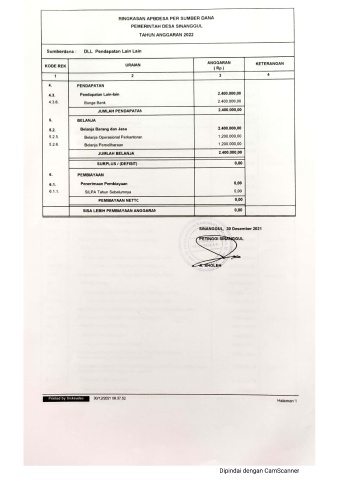 RINGKASAN APBDESA PER SUMBER DANA
PEMERINTAH DESA SINANGGUL
TAHUN ANGGARAN 2022
Sumberdana : DLL Pendapatan Lain Lain
KODE REK URAIAN ANGGARAN ( Rp ) KETERANGAN
1 2 3 4
4. PENDAPATAN
4.3. Pendapatan Lain-lain 2.400.000,00
4.3.6. Bunga Bank 2.400.000,00
JUMLAH PENDAPATAN 2.400.000,00
5. BELANJA
5.2. Belanja Barang dan Jasa 2.400.000,00
5.2.5. Belanja Operasional Perkantoran 1.200.000,00
5.2.6. Belanja Pemeliharaan 1.200.000,00
JUMLAH BELANJA 2.400.000,00
SURPLUS / (DEFISIT) 0,00
6. PEMBIAYAAN
6.1. Penerimaan Pembiayaan 0,00
6.1.1. SILPA Tahun Sebelumnya 0,00
PEMBIAYAAN NETTO 0,00
SISA LEBIH PEMBIAYAAN ANGGARAN 0,00
SINANGGUL, 20 Desember 2021
PETINGGI SINANGGUL
A. SHOLEH
Printed by Siskeudes 30/12/2021 09.37.52 Halaman 1
Dipindai dengan CamScanner